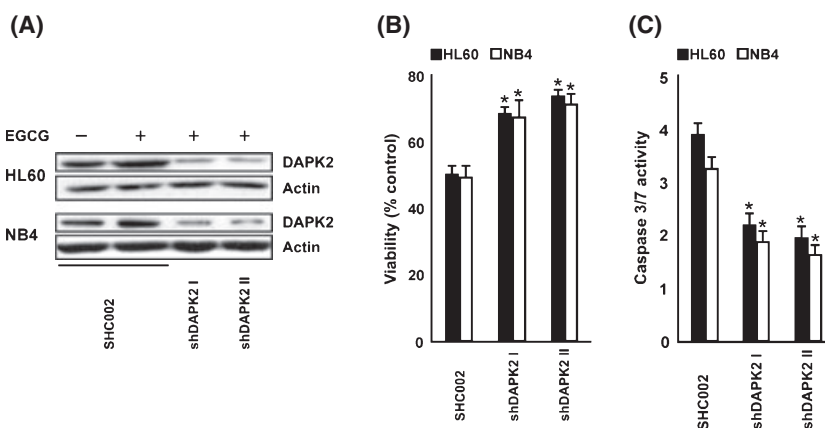 (A)
EGCG − + + +
HL60
DAPK2
Actin
NB4
DAPK2
Actin
SHC002
shDAPK2 I
shDAPK2 II
(B)
HL60 NB4
Viability (% control)
80
60
40
20
0
* *
* *
SHC002
shDAPK2 I
shDAPK2 II
(C)
HL60 NB4
Caspase 3/7 activity
5
4
3
2
1
0
* *
* *
SHC002
shDAPK2 I
shDAPK2 II